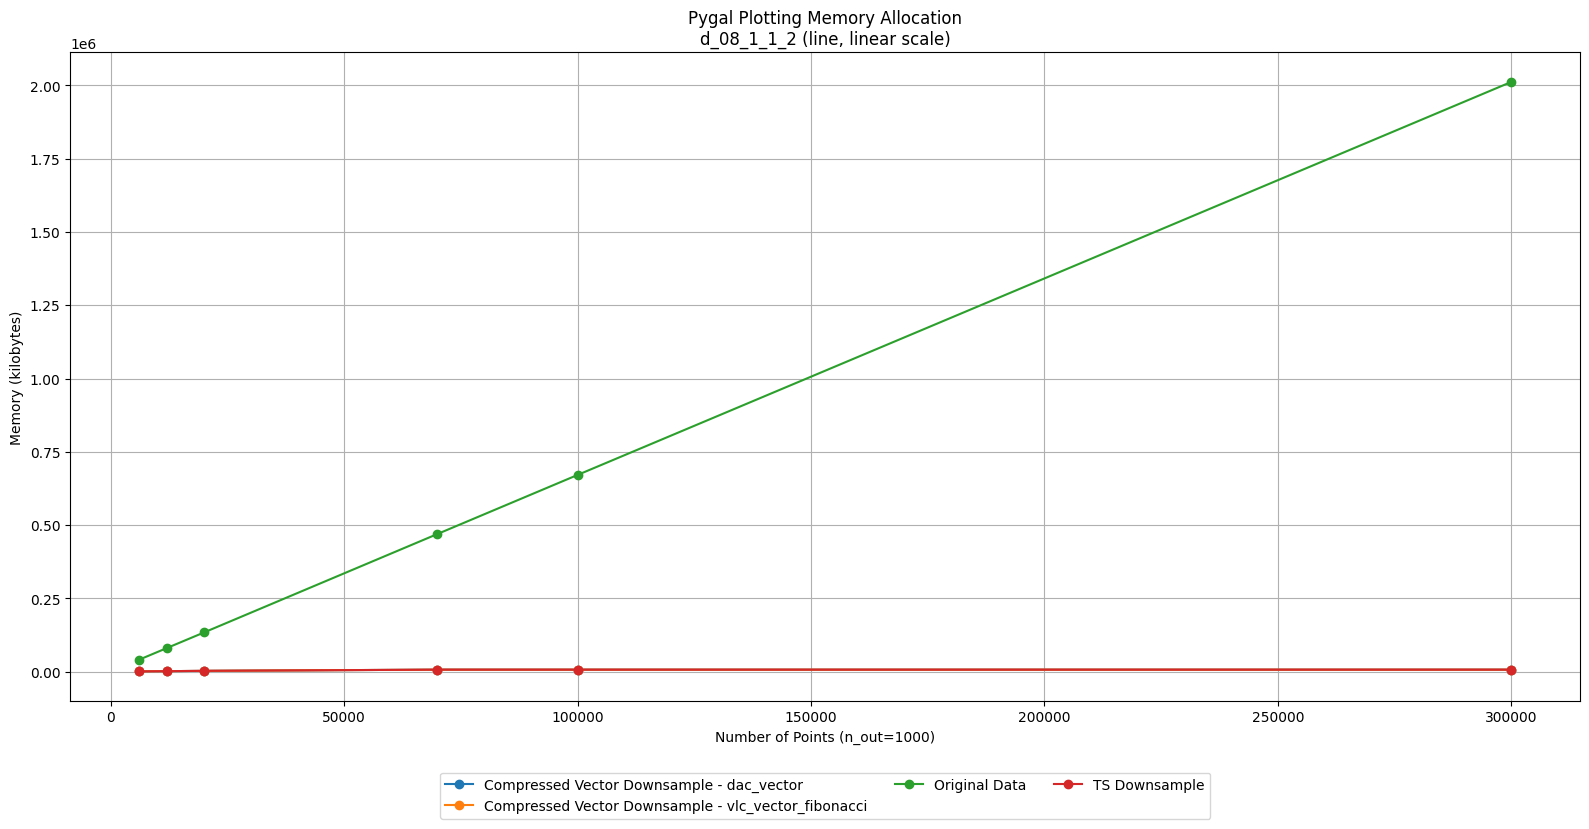 Pygal Plotting Memory Allocation
d_08_1_1_2 (line, linear scale)
1e6
2.00
1.75
1.50
1.25
1.00
0.75
0.50
0.25
0.00
Memory (kilobytes)
0 50000 100000 150000 200000 250000 300000
Number of Points (n_out=1000)
Compressed Vector Downsample - dac_vector
Compressed Vector Downsample - vlc_vector_fibonacci
Original Data
TS Downsample